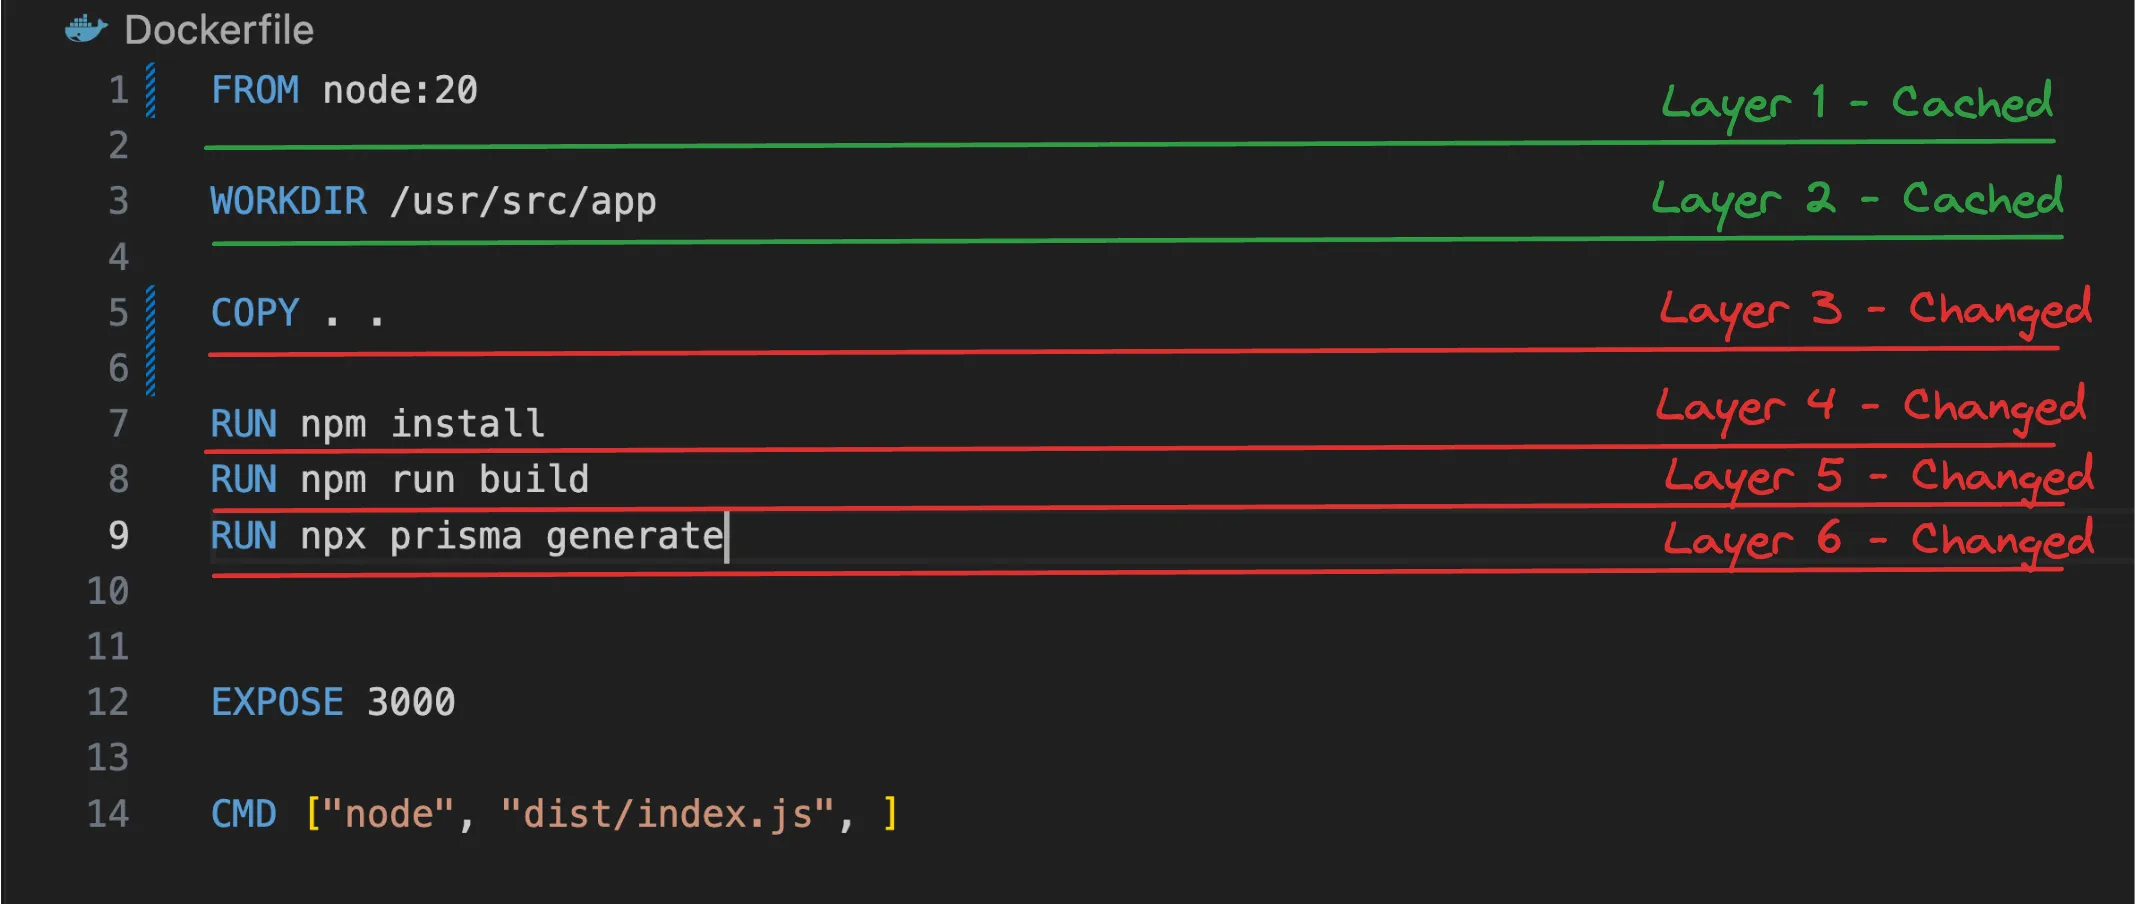 Dockerfile
1 FROM node:20 Layer 1 - Cached
2
3 WORKDIR /usr/src/app Layer 2 - Cached
4
5 COPY . . Layer 3 - Changed
6
7 RUN npm install Layer 4 - Changed
8 RUN npm run build Layer 5 - Changed
9 RUN npx prisma generate Layer 6 - Changed
10
11
12 EXPOSE 3000
13
14 CMD ["node", "dist/index.js", ]